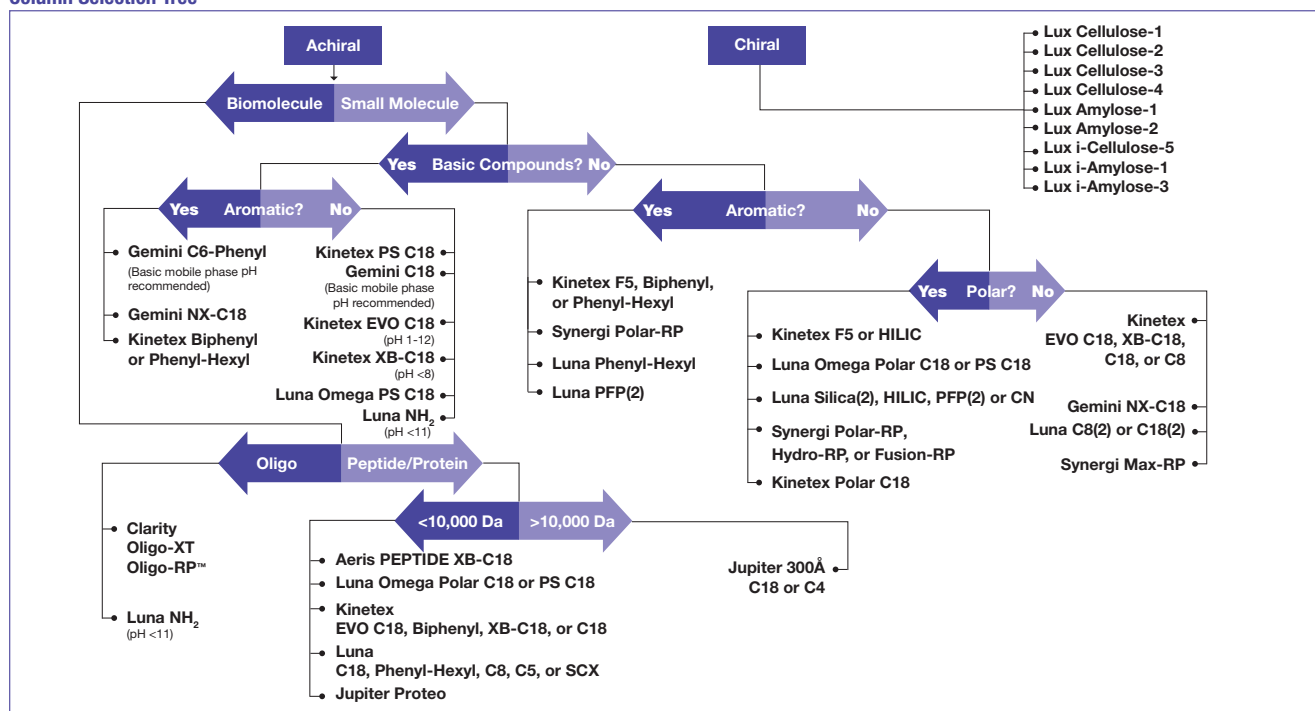 Column Selection Tree
Achiral
Chiral
Lux Cellulose-1
Lux Cellulose-2
Lux Cellulose-3
Lux Cellulose-4
Lux Amylose-1
Lux Amylose-2
Lux i-Cellulose-5
Lux i-Amylose-1
Lux i-Amylose-3
Biomolecule
Small Molecule
Yes Basic Compounds? No
Yes Aromatic? No
Gemini C6-Phenyl
(Basic mobile phase pH
recommended)
Gemini NX-C18
Kinetex Biphenyl
or Phenyl-Hexyl
Kinetex PS C18
Gemini C18
(Basic mobile phase
pH recommended)
Kinetex EVO C18
(pH 1-12)
Kinetex XB-C18
(pH <8)
Luna Omega PS C18
Luna NH₂
(pH <11)
Yes Aromatic? No
Kinetex F5, Biphenyl,
or Phenyl-Hexyl
Synergi Polar-RP
Luna Phenyl-Hexyl
Luna PFP(2)
Yes Polar? No
Kinetex F5 or HILIC
Luna Omega Polar C18 or PS C18
Luna Silica(2), HILIC, PFP(2) or CN
Synergi Polar-RP,
Hydro-RP, or Fusion-RP
Kinetex Polar C18
Kinetex
EVO C18, XB-C18,
C18, or C8
Gemini NX-C18
Luna C8(2) or C18(2)
Synergi Max-RP
Oligo
Peptide/Protein
Clarity
Oligo-XT
Oligo-RP™
Luna NH₂
(pH <11)
<10,000 Da
>10,000 Da
Aeris PEPTIDE XB-C18
Luna Omega Polar C18 or PS C18
Kinetex
EVO C18, Biphenyl, XB-C18, or C18
Luna
C18, Phenyl-Hexyl, C8, C5, or SCX
Jupiter Proteo
Jupiter 300Å
C18 or C4